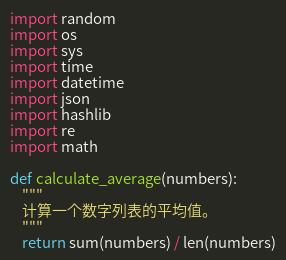 import random
import os
import sys
import time
import datetime
import json
import hashlib
import re
import math

def calculate_average(numbers):
    """
    计算一个数字列表的平均值。
    """
    return sum(numbers) / len(numbers)